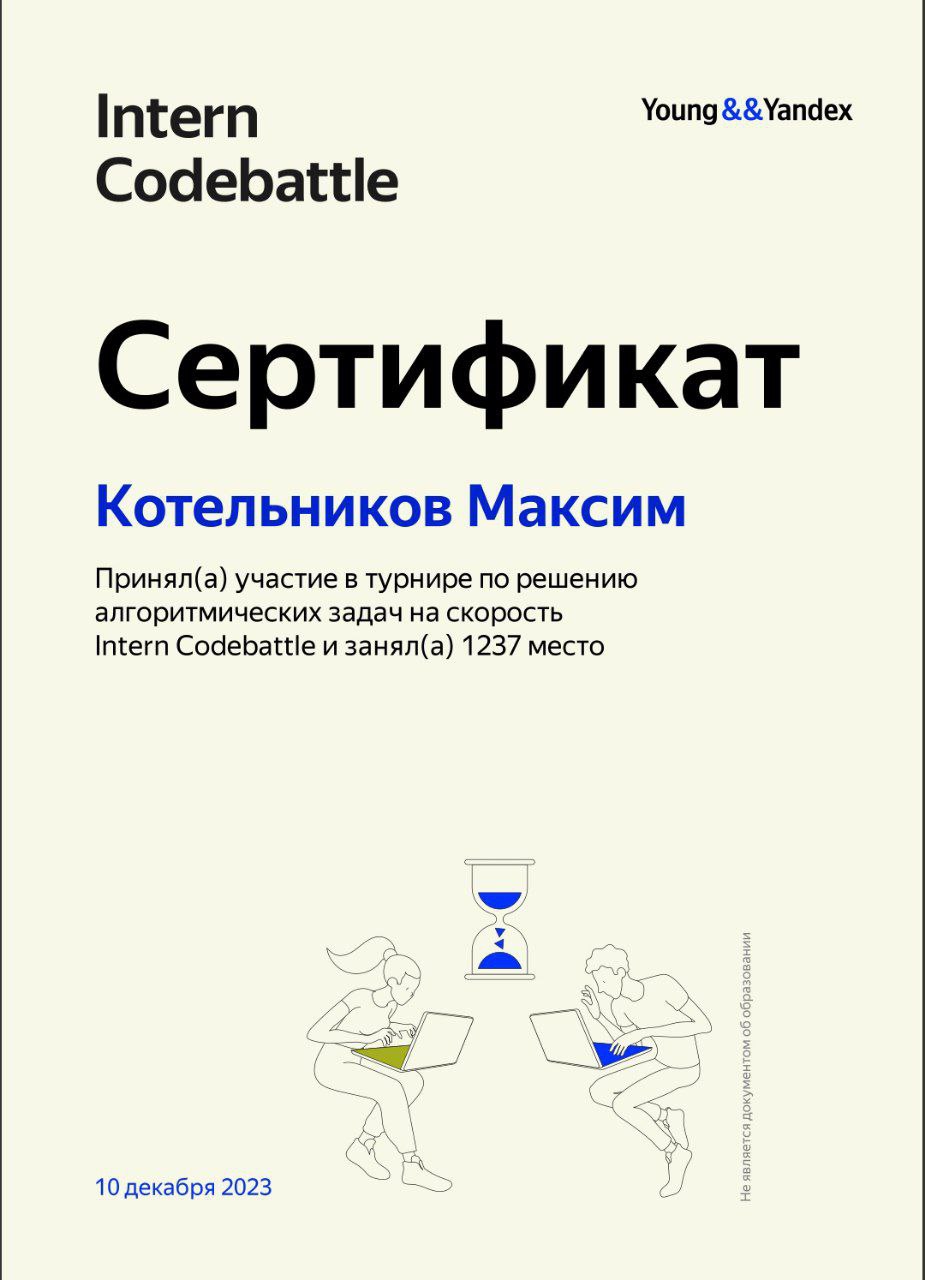 Intern
Codebattle
Young&&Yandex
Сертификат
Котельников Максим
Принял(а) участие в турнире по решению
алгоритмических задач на скорость
Intern Codebattle и занял(а) 1237 место
Не является документом об образовании
10 декабря 2023